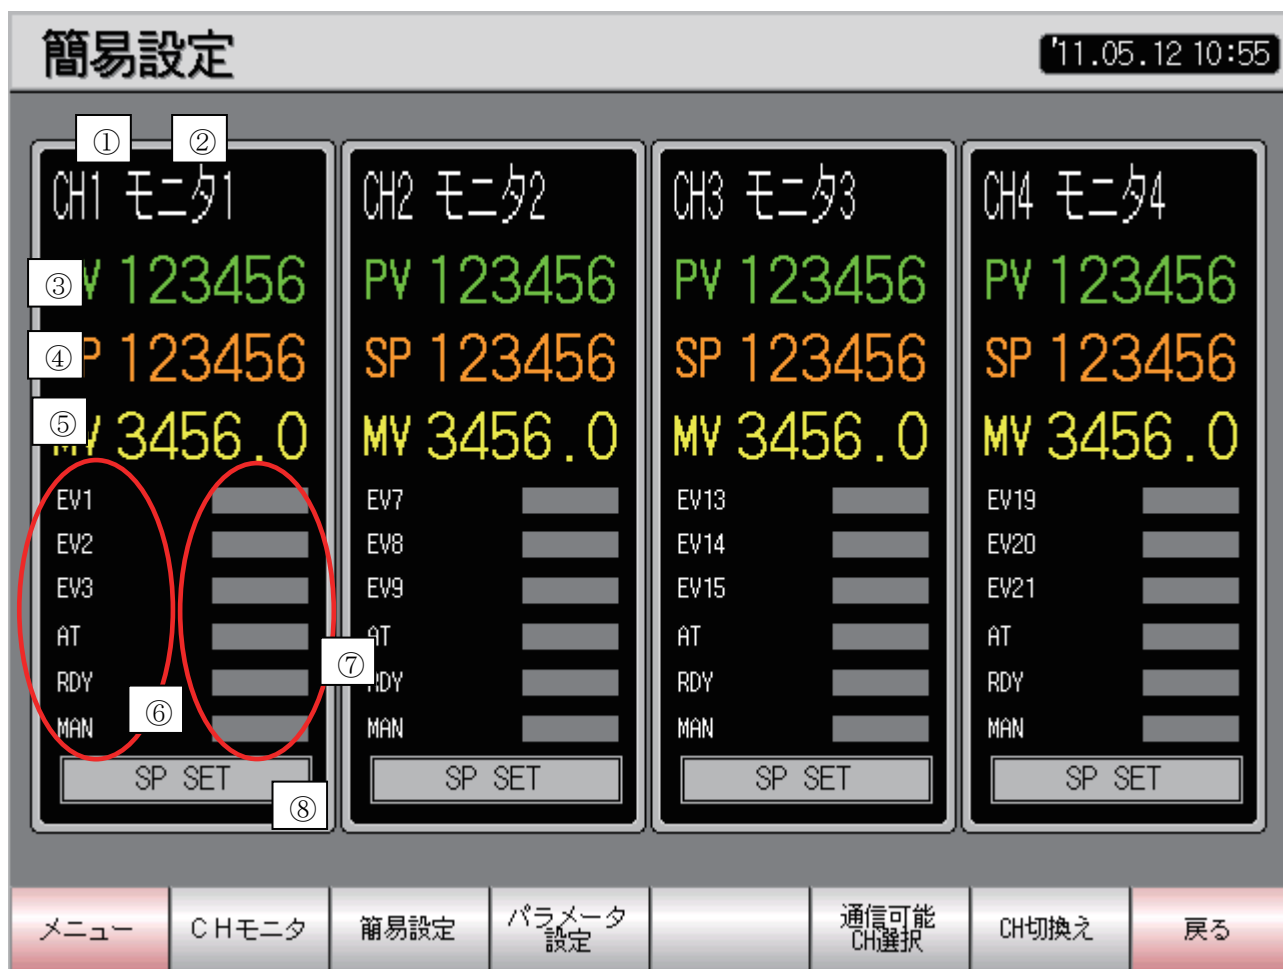 簡易設定
'11.05.12 10:55
① ②
CH1 モニタ1
③ V 123456
④ P 123456
⑤ MV 3456.0
EV1
EV2
EV3
AT
RDY
⑥
MAN
⑦
SP SET
⑧
CH2 モニタ2
PV 123456
SP 123456
MV 3456.0
EV7
EV8
EV9
AT
RDY
MAN
SP SET
CH3 モニタ3
PV 123456
SP 123456
MV 3456.0
EV13
EV14
EV15
AT
RDY
MAN
SP SET
CH4 モニタ4
PV 123456
SP 123456
MV 3456.0
EV19
EV20
EV21
AT
RDY
MAN
SP SET
メニュー
CHモニタ
簡易設定
パラメータ
設定
通信可能
CH選択
CH切換え
戻る